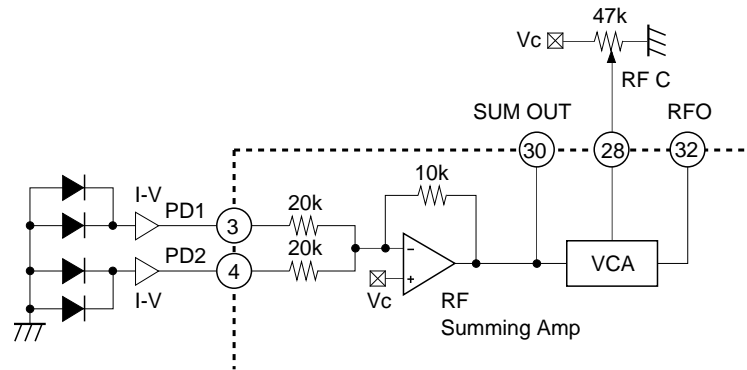 47k
Vc
RF C
SUM OUT
RFO
30
28
32
10k
I-V
PD1
3
20k
20k
PD2
4
I-V
–
+
Vc
RF
Summing Amp
VCA